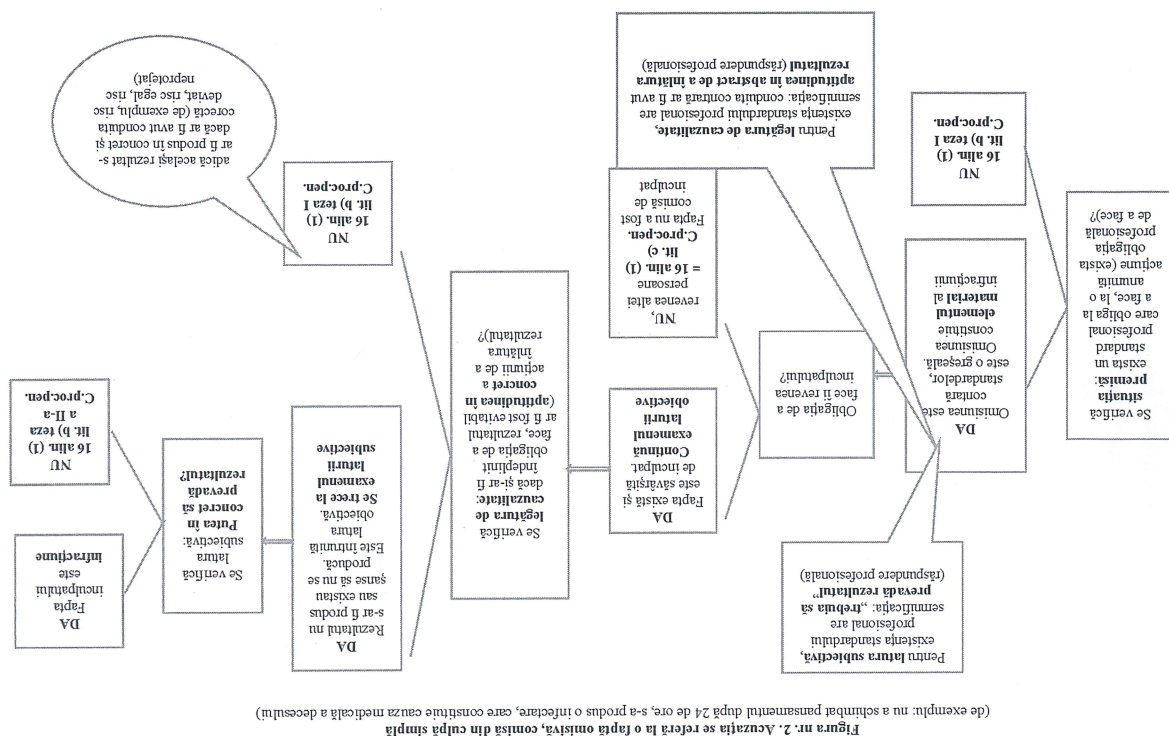 Figura nr. 2. Acuzația se referă la o faptă omisivă, comisă din culpă simplă
(de exemplu: nu a schimbat pansamentul după 24 de ore, s-a produs o infectare, care constituie cauza medicală a decesului)
Pentru latura subiectivă,
existența standardului
profesional are
semnificația: „trebuia să
prevadă rezultatul”
(răspundere profesională)
Se verifică
situația
premisă:
exista un
standard
profesional
care obliga la
a face, la o
anumită
acțiune (exista
obligația
profesională
de a face)?
DA
Omisiunea este
contară
standardelor,
este o greșeală.
Omisiunea
constituie
elementul
material al
infracțiunii
NU
16 alin. (1)
lit. b) teza I
C.proc.pen.
Obligația de a
face îi revenea
inculpatului?
DA
Fapta există și
este săvârșită
de inculpat.
Continuă
examenul
laturii
obiective
NU,
revenea altei
persoane
= 16 alin. (1)
lit. c)
C.proc.pen.
Fapta nu a fost
comisă de
inculpat
Pentru legătura de cauzalitate,
existența standardului profesional are
semnificația: conduita contrară ar fi avut
aptitudinea în abstract de a înlătura
rezultatul (răspundere profesională)
Se verifică
legătura de
cauzalitate:
dacă și-ar fi
îndeplinit
obligația de a
face, rezultatul
ar fi fost evitabil
(aptitudinea în
concret a
acțiunii de a
înlătura
rezultatul)?
DA
Rezultatul nu
s-ar fi produs
sau existau
șanse să nu se
producă.
Este întrunită
latura
obiectivă.
Se trece la
examenul
laturii
subiective
NU
16 alin. (1)
lit. b) teza I
C.proc.pen.
adică același rezultat s-
ar fi produs în concret și
dacă ar fi avut conduita
corectă (de exemplu, risc
deviat, risc egal, risc
neprotejat)
Se verifică
latura
subiectivă:
Putea în
concret să
prevadă
rezultatul?
DA
Fapta
inculpatului
este
infracțiune
NU
16 alin. (1)
lit. b) teza
a II-a
C.proc.pen.